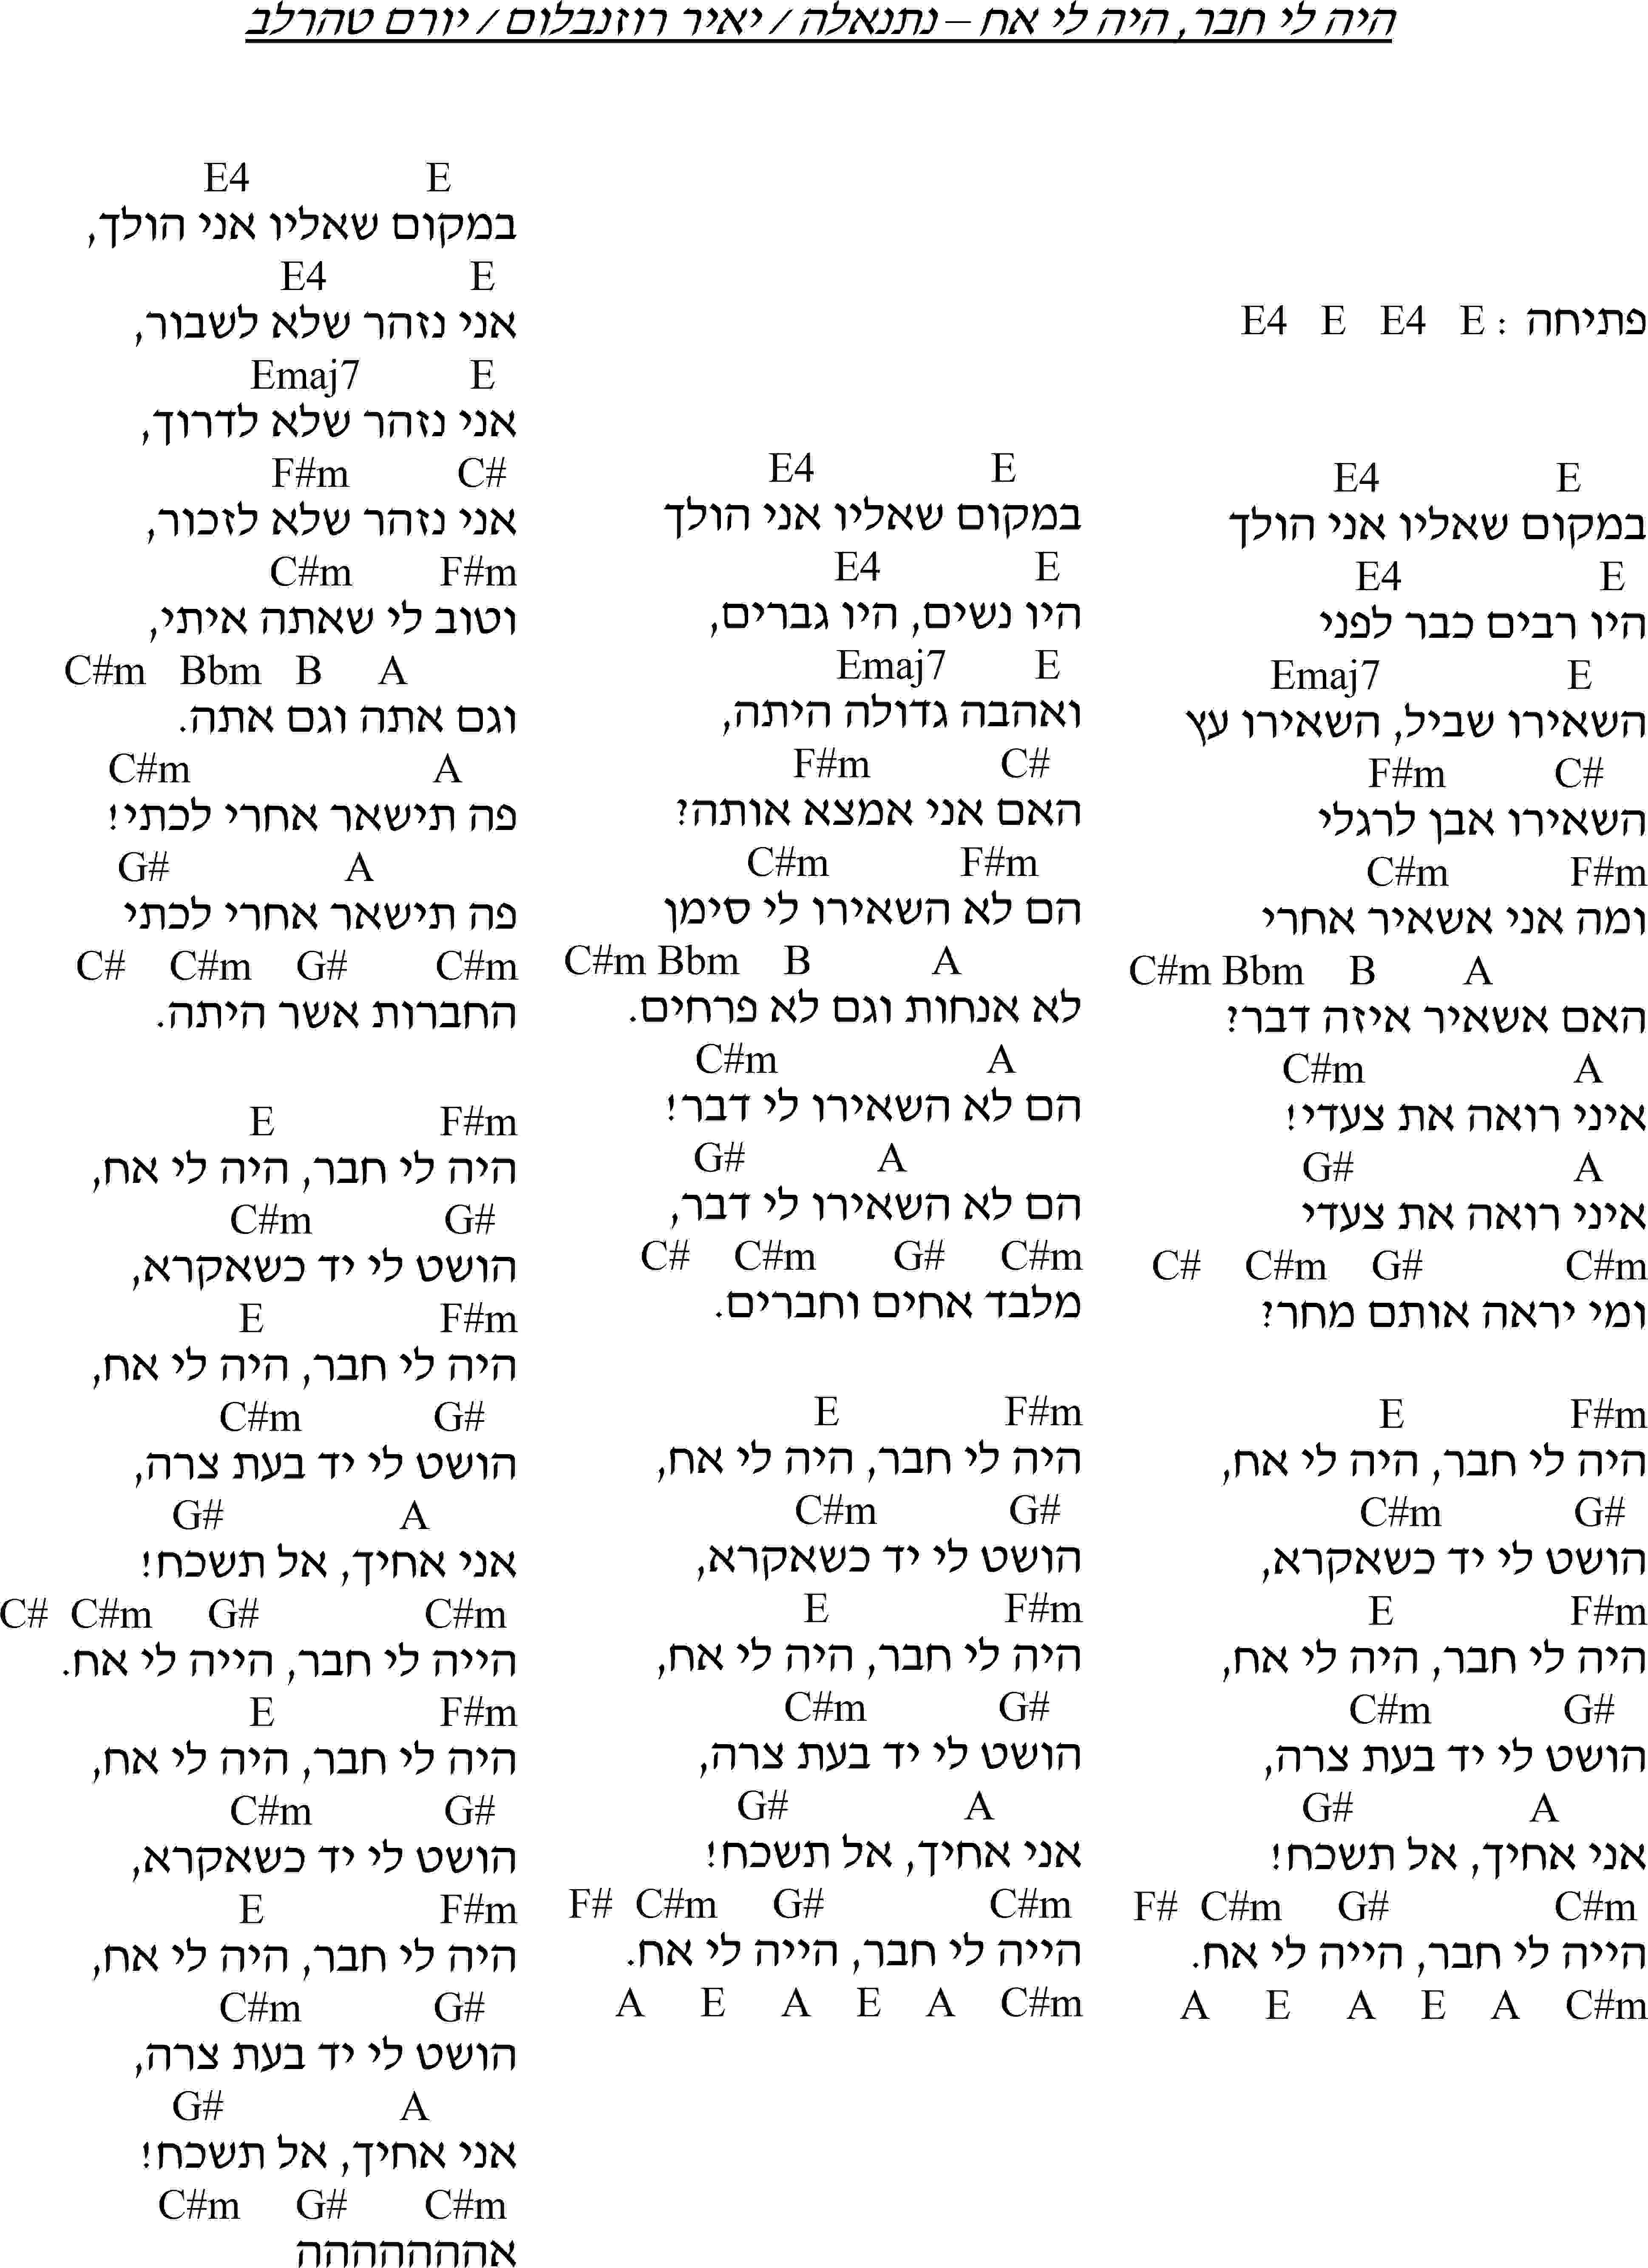 היה לי חבר, היה לי אח – נתנאלה / יאיר רוזנבלום / יורם טהרלב
פתיחה : E E4 E E4
E E4
במקום שאליו אני הולך
E E4
היו רבים כבר לפני
E Emaj7
השאירו שביל, השאירו עץ
C# F#m
השאירו אבן לרגלי
F#m C#m
ומה אני אשאיר אחרי
A B Bbm C#m
האם אשאיר איזה דבר?
A C#m
איני רואה את צעדי!
A G#
איני רואה את צעדי
C#m G# C#m C#
ומי יראה אותם מחר?
F#m E
היה לי חבר, היה לי אח,
G# C#m
הושט לי יד כשאקרא,
F#m E
היה לי חבר, היה לי אח,
G# C#m
הושט לי יד בעת צרה,
A G#
אני אחיך, אל תשכח!
C#m G# C#m F#
הייה לי חבר, הייה לי אח.
C#m A E A E A
E E4
במקום שאליו אני הולך
E E4
היו נשים, היו גברים,
E Emaj7
ואהבה גדולה היתה,
C# F#m
האם אני אמצא אותה?
F#m C#m
הם לא השאירו לי סימן
A B Bbm C#m
לא אנחות וגם לא פרחים.
A C#m
הם לא השאירו לי דבר!
A G#
הם לא השאירו לי דבר,
C#m G# C#m C#
מלבד אחים וחברים.
F#m E
היה לי חבר, היה לי אח,
G# C#m
הושט לי יד כשאקרא,
F#m E
היה לי חבר, היה לי אח,
G# C#m
הושט לי יד בעת צרה,
A G#
אני אחיך, אל תשכח!
C#m G# C#m F#
הייה לי חבר, הייה לי אח.
C#m A E A E A
E E4
במקום שאליו אני הולך,
E E4
אני נזהר שלא לשבור,
E Emaj7
אני נזהר שלא לדרוך,
C# F#m
אני נזהר שלא לזכור,
F#m C#m
וטוב לי שאתה איתי,
A B Bbm C#m
וגם אתה וגם אתה.
A C#m
פה תישאר אחרי לכתי!
A G#
פה תישאר אחרי לכתי
C#m G# C#m C#
החברות אשר היתה.
F#m E
היה לי חבר, היה לי אח,
G# C#m
הושט לי יד כשאקרא,
F#m E
היה לי חבר, היה לי אח,
G# C#m
הושט לי יד בעת צרה,
A G#
אני אחיך, אל תשכח!
C#m G# C#m C#
הייה לי חבר, הייה לי אח.
F#m E
היה לי חבר, היה לי אח,
G# C#m
הושט לי יד כשאקרא,
F#m E
היה לי חבר, היה לי אח,
G# C#m
הושט לי יד בעת צרה,
A G#
אני אחיך, אל תשכח!
C#m G# C#m
אההההההה